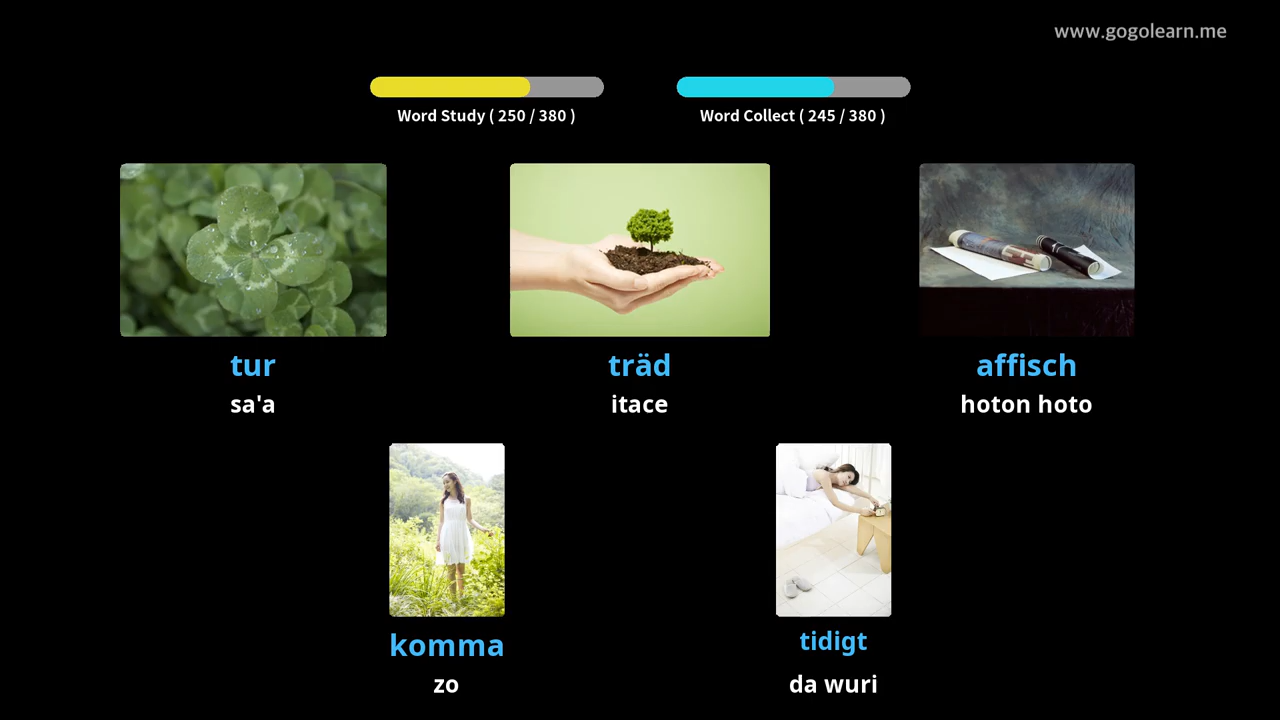 www.gogolearn.me
Word Study ( 250 / 380 )
Word Collect ( 245 / 380 )
tur
sa'a
träd
itace
affisch
hoton hoto
komma
zo
tidigt
da wuri